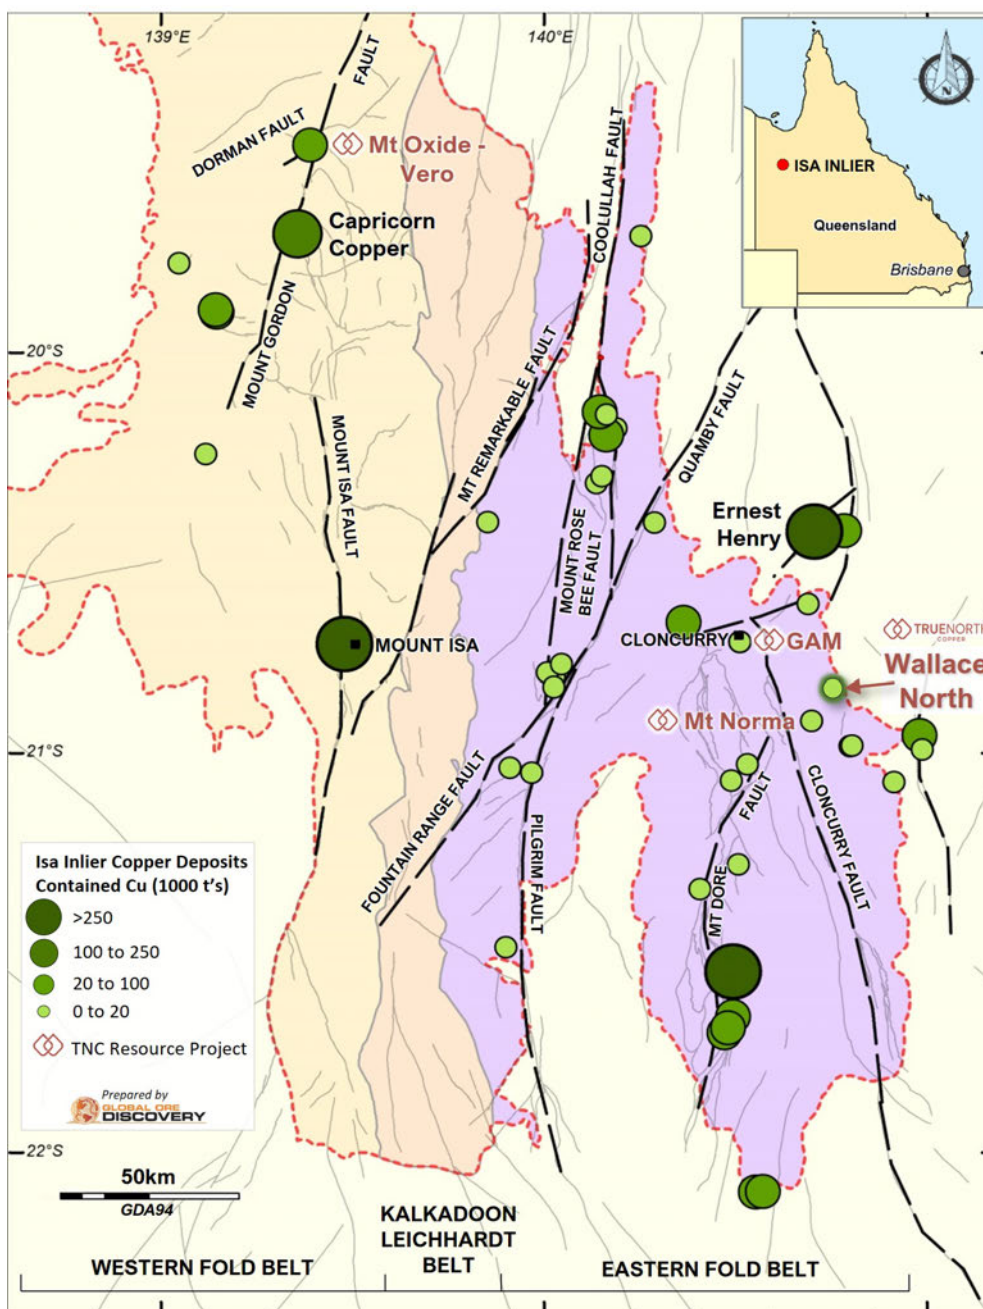 139°E
140°E
FAULT
DORMAN FAULT
Mt Oxide -
Vero
Capricorn
Copper
MOUNT GORDON
COOLULLAH FAULT
ISA INLIER
Queensland
Brisbane
N
20°S
MT REMARKABLE FAULT
QUAMBY FAULT
MOUNT ISA FAULT
MOUNT ROSE
BEE FAULT
Ernest
Henry
MOUNT ISA
CLONCURRY
GAM
TRUENORTH
COPPER
Wallace
North
Mt Norma
21°S
FOUNTAIN RANGE FAULT
PILGRIM FAULT
MT DORE
FAULT
CLONCURRY FAULT
Isa Inlier Copper Deposits
Contained Cu (1000 t's)
>250
100 to 250
20 to 100
0 to 20
TNC Resource Project
Prepared by
GLOBAL ORE
DISCOVERY
22°S
50km
GDA94
WESTERN FOLD BELT
KALKADOON
LEICHHARDT
BELT
EASTERN FOLD BELT